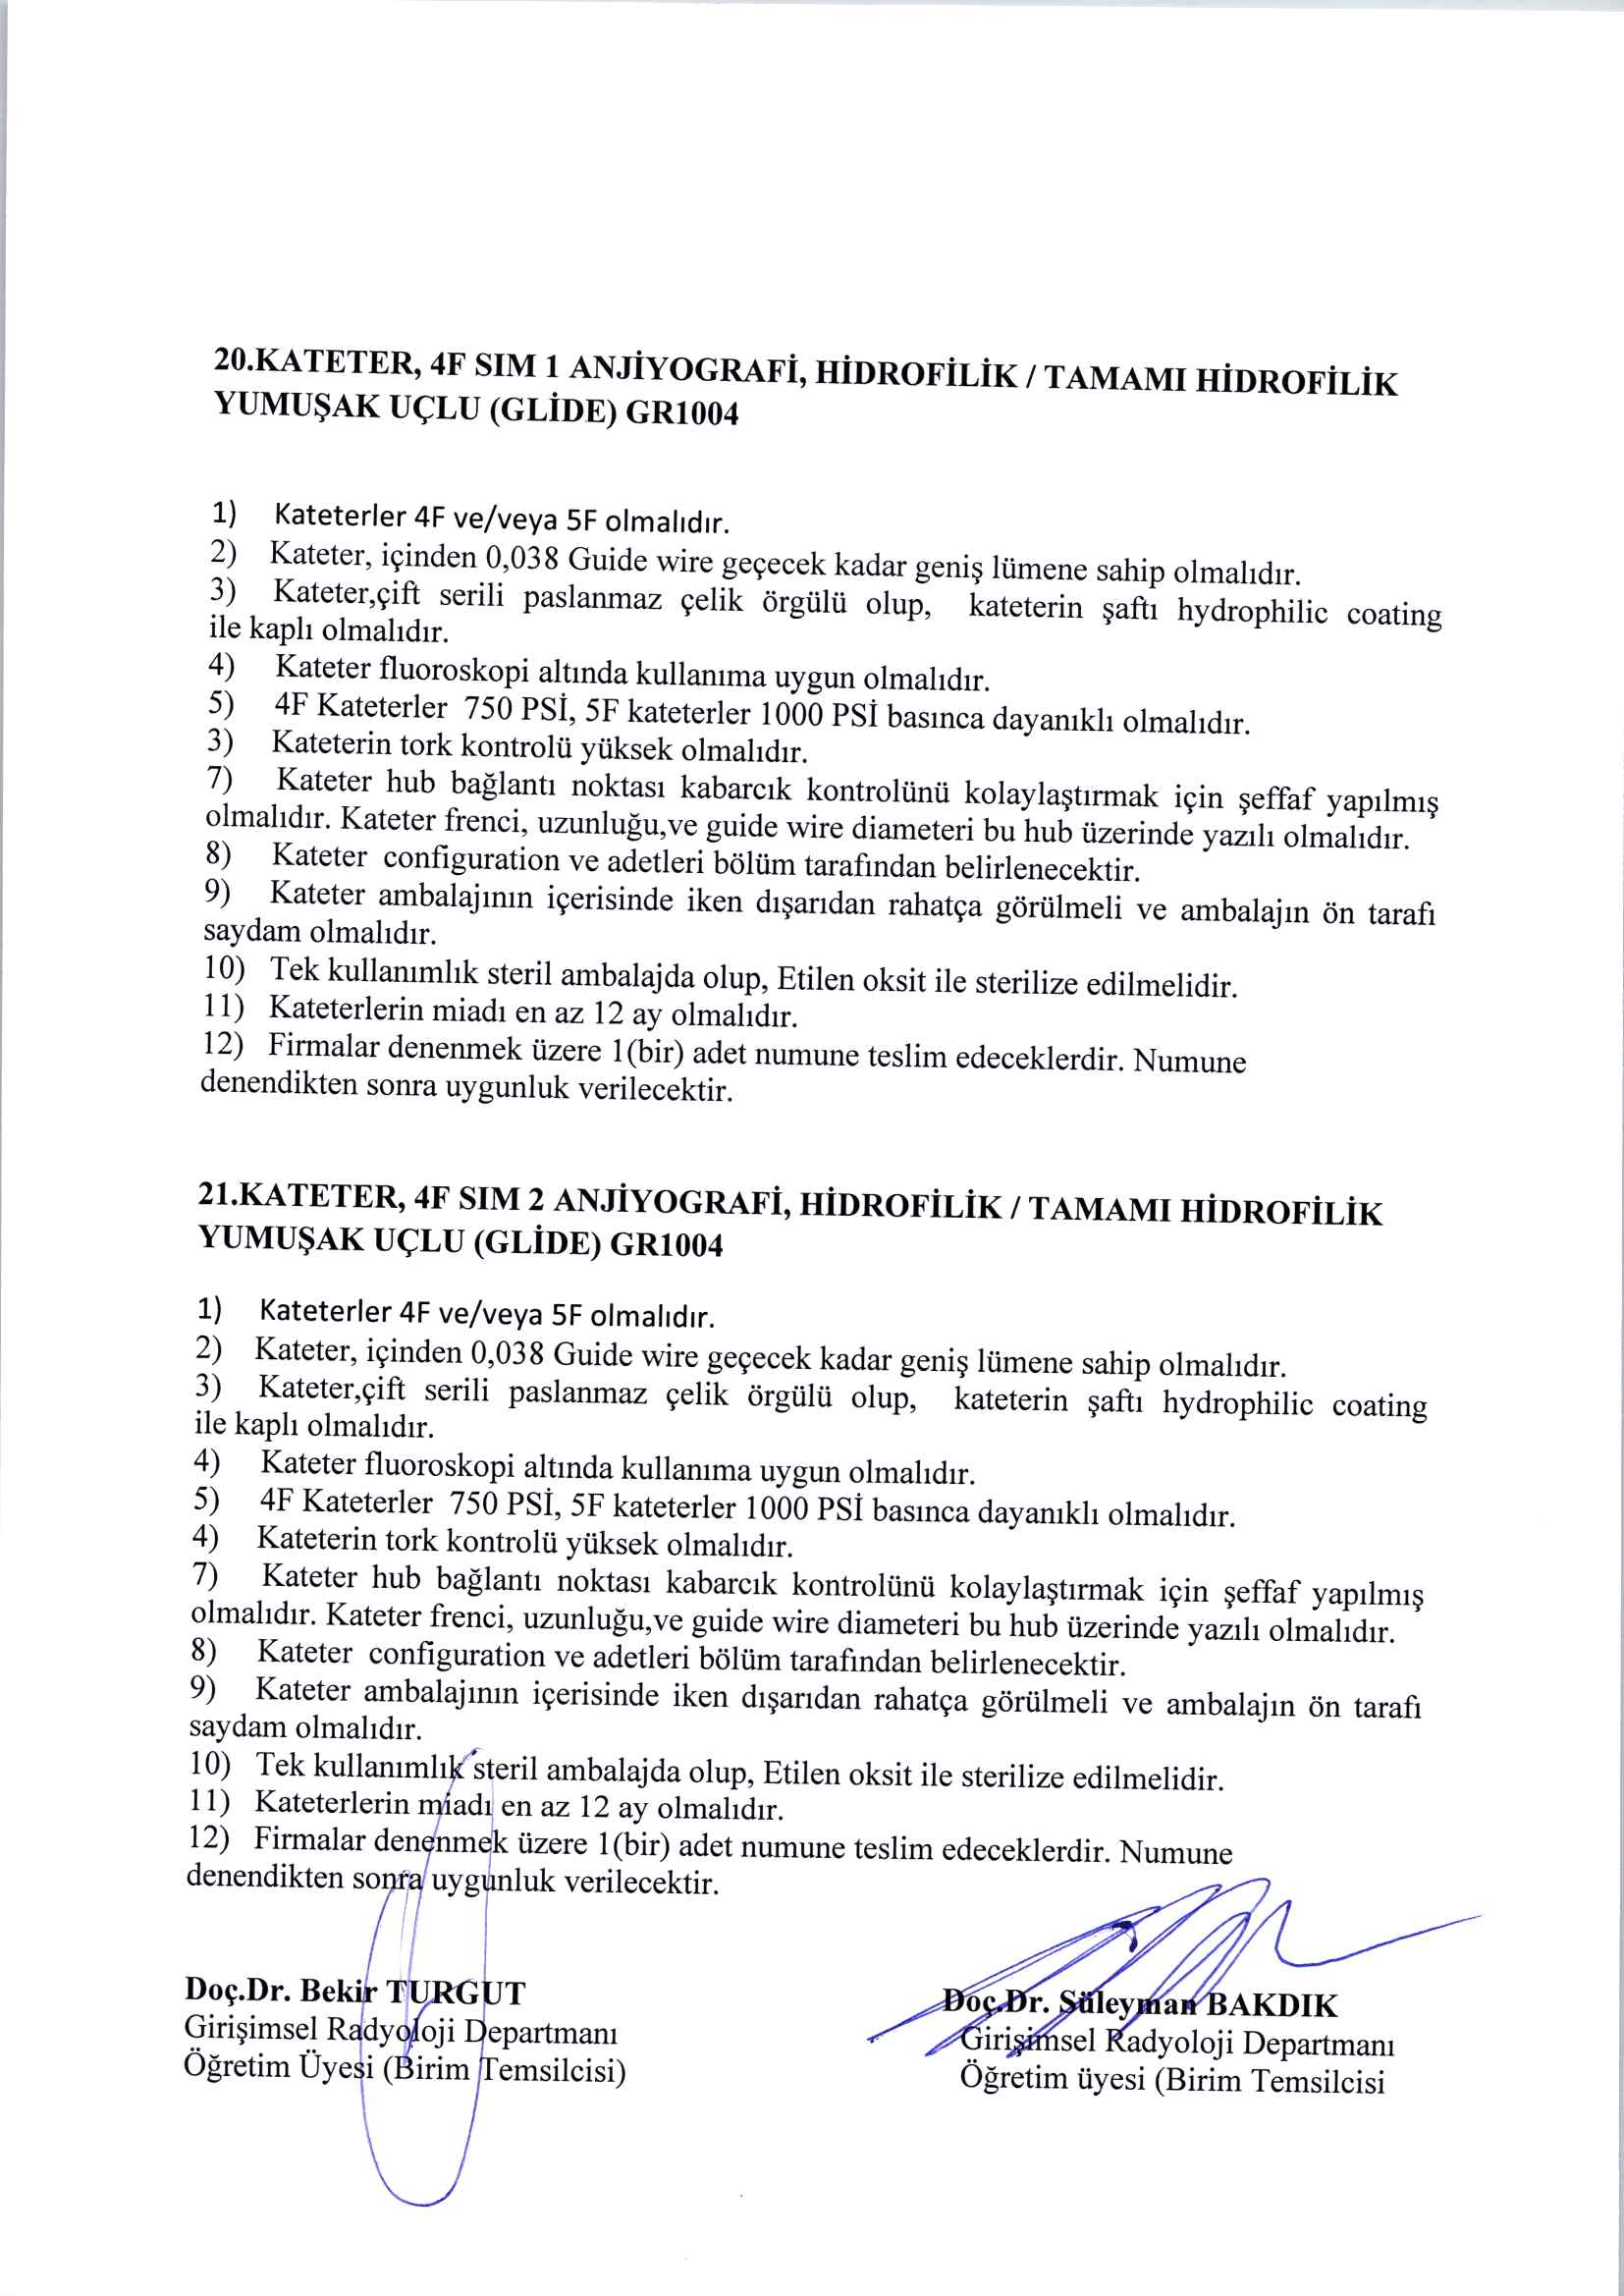 20.KATETER, 4F SIM 1 ANJİYOGRAFİ, HİDROFİLİK / TAMAMI HİDROFİLİK
YUMUŞAK UÇLU (GLİDE) GR1004
1) Kateterler 4F ve/veya 5F olmalıdır.
2) Kateter, içinden 0,038 Guide wire geçecek kadar geniş lümene sahip olmalıdır.
3) Kateter,çift serili paslanmaz çelik örgülü olup, kateterin şaftı hydrophilic coating
ile kaplı olmalıdır.
4) Kateter fluoroskopi altında kullanıma uygun olmalıdır.
5) 4F Kateterler 750 PSİ, 5F kateterler 1000 PSİ basınca dayanıklı olmalıdır.
3) Kateterin tork kontrolü yüksek olmalıdır.
7) Kateter hub bağlantı noktası kabarcık kontrolünü kolaylaştırmak için şeffaf yapılmış
olmalıdır. Kateter frenci, uzunluğu,ve guide wire diameteri bu hub üzerinde yazılı olmalıdır.
8) Kateter configuration ve adetleri bölüm tarafından belirlenecektir.
9) Kateter ambalajının içerisinde iken dışarıdan rahatça görülmeli ve ambalajın ön tarafı
saydam olmalıdır.
10) Tek kullanımlık steril ambalajda olup, Etilen oksit ile sterilize edilmelidir.
11) Kateterlerin miadı en az 12 ay olmalıdır.
12) Firmalar denenmek üzere 1(bir) adet numune teslim edeceklerdir. Numune
denendikten sonra uygunluk verilecektir.
21.KATETER, 4F SIM 2 ANJİYOGRAFİ, HİDROFİLİK / TAMAMI HİDROFİLİK
YUMUŞAK UÇLU (GLİDE) GR1004
1) Kateterler 4F ve/veya 5F olmalıdır.
2) Kateter, içinden 0,038 Guide wire geçecek kadar geniş lümene sahip olmalıdır.
3) Kateter,çift serili paslanmaz çelik örgülü olup, kateterin şaftı hydrophilic coating
ile kaplı olmalıdır.
4) Kateter fluoroskopi altında kullanıma uygun olmalıdır.
5) 4F Kateterler 750 PSİ, 5F kateterler 1000 PSİ basınca dayanıklı olmalıdır.
4) Kateterin tork kontrolü yüksek olmalıdır.
7) Kateter hub bağlantı noktası kabarcık kontrolünü kolaylaştırmak için şeffaf yapılmış
olmalıdır. Kateter frenci, uzunluğu,ve guide wire diameteri bu hub üzerinde yazılı olmalıdır.
8) Kateter configuration ve adetleri bölüm tarafından belirlenecektir.
9) Kateter ambalajının içerisinde iken dışarıdan rahatça görülmeli ve ambalajın ön tarafı
saydam olmalıdır.
10) Tek kullanımlık steril ambalajda olup, Etilen oksit ile sterilize edilmelidir.
11) Kateterlerin miadı en az 12 ay olmalıdır.
12) Firmalar denenmek üzere 1(bir) adet numune teslim edeceklerdir. Numune
denendikten sonra uygunluk verilecektir.
Doç.Dr. Bekir TURGUT
Girişimsel Radyoloji Departmanı
Öğretim Üyesi (Birim Temsilcisi)
Doç.Dr. Süleyman BAKDIK
Girişimsel Radyoloji Departmanı
Öğretim üyesi (Birim Temsilcisi